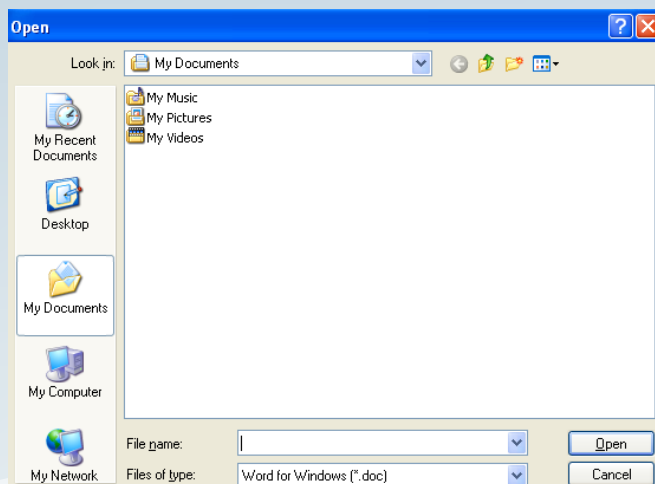 Open
Look in:
My Documents
My Music
My Pictures
My Videos
My Recent
Documents
Desktop
My Documents
My Computer
My Network
File name:
Open
Files of type:
Word for Windows (*.doc)
Cancel